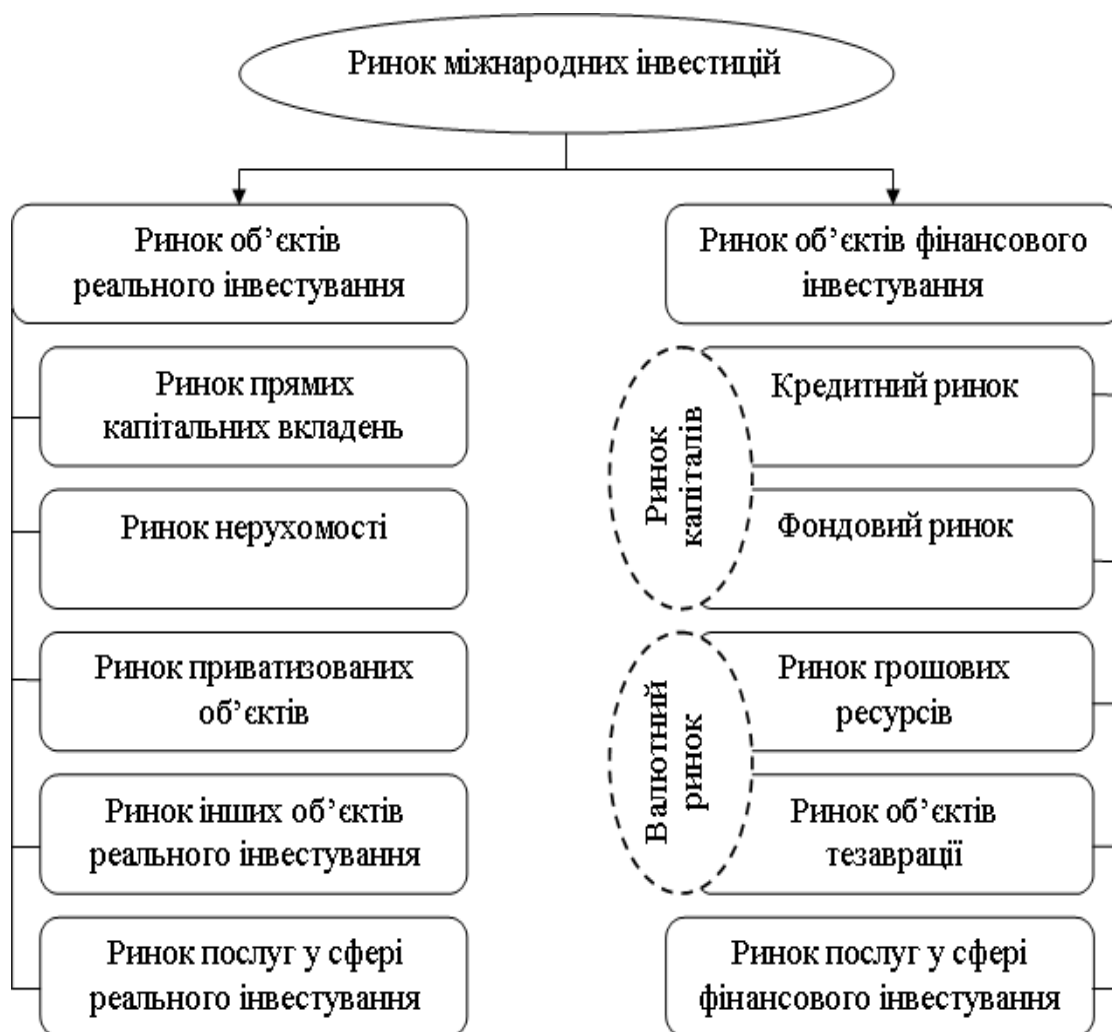 Ринок міжнародних інвестицій
Ринок об’єктів
реального інвестування
Ринок прямих
капітальних вкладень
Ринок нерухомості
Ринок приватизованих
об’єктів
Ринок інших об’єктів
реального інвестування
Ринок послуг у сфері
реального інвестування
Ринок об’єктів фінансового
інвестування
Ринок
капіталів
Кредитний ринок
Фондовий ринок
Валютний
ринок
Ринок грошових
ресурсів
Ринок об’єктів
тезаврації
Ринок послуг у сфері
фінансового інвестування